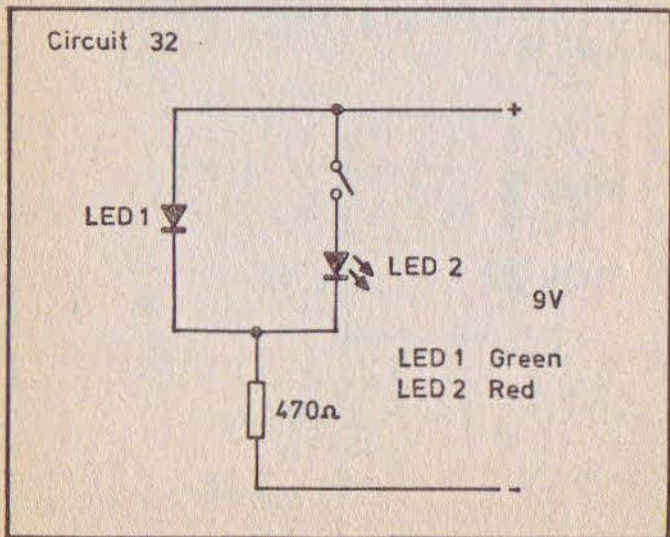 Circuit 32
+
LED 1
LED 2
9V
LED 1 Green
LED 2 Red
470Ω
-